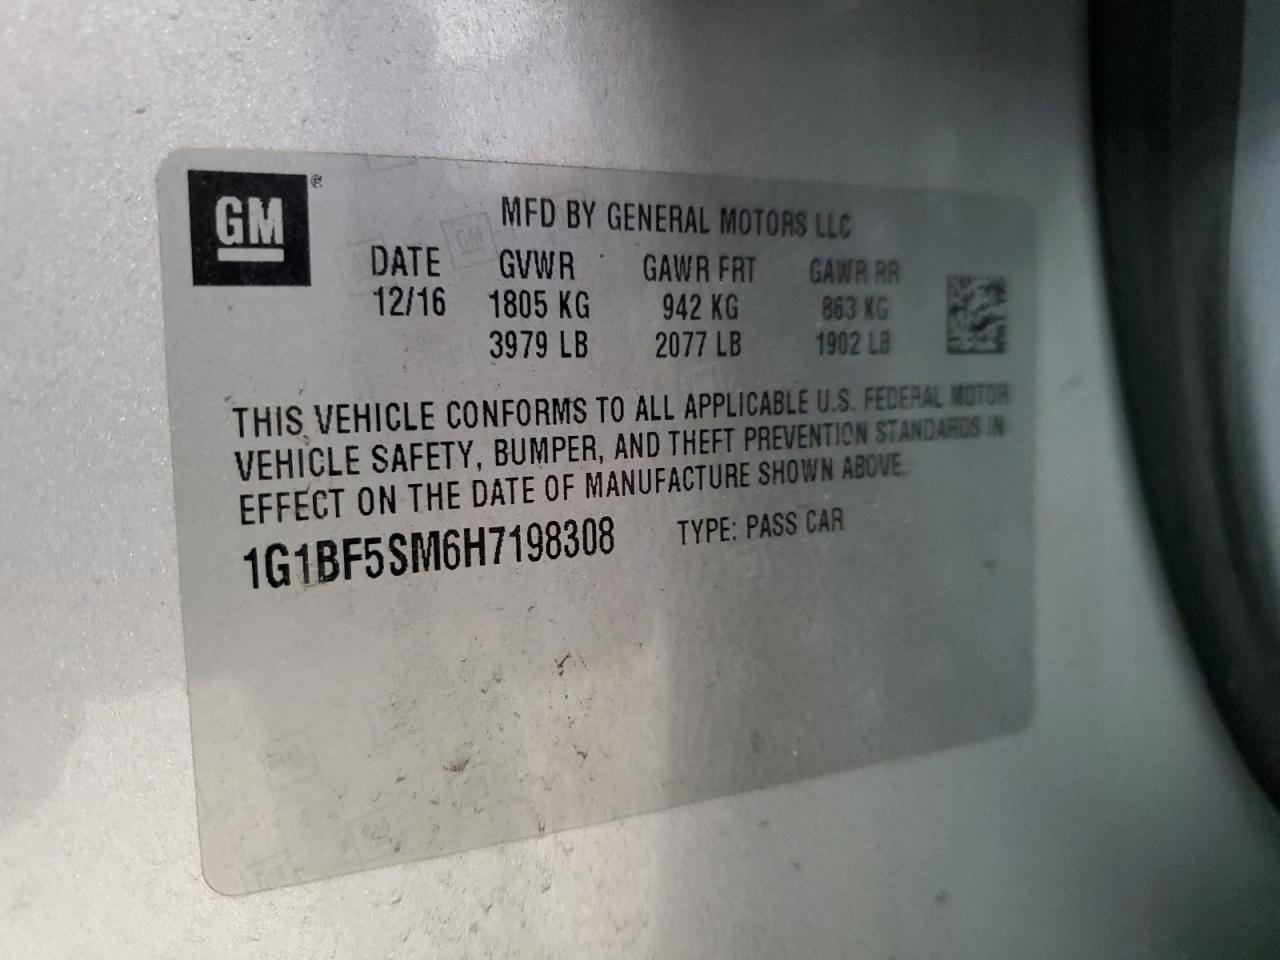 GM ®
MFD BY GENERAL MOTORS LLC
DATE GVWR GAWR FRT GAWR RR
12/16 1805 KG 942 KG 863 KG
3979 LB 2077 LB 1902 LB
THIS VEHICLE CONFORMS TO ALL APPLICABLE U.S. FEDERAL MOTOR
VEHICLE SAFETY, BUMPER, AND THEFT PREVENTION STANDARDS IN
EFFECT ON THE DATE OF MANUFACTURE SHOWN ABOVE.
1G1BF5SM6H7198308 TYPE: PASS CAR